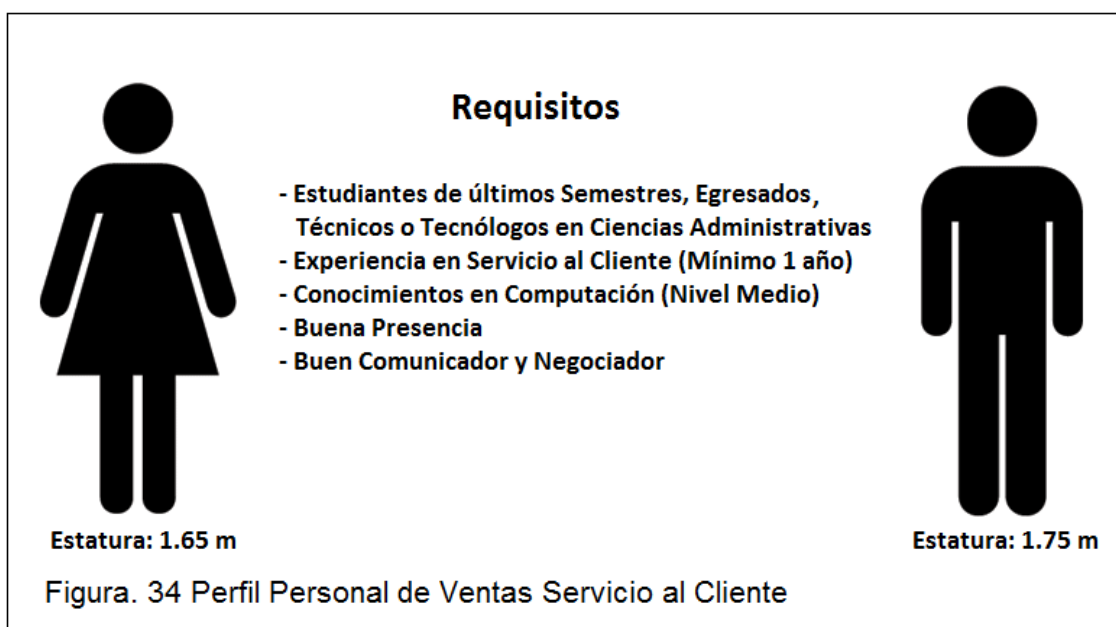 Requisitos
- Estudiantes de últimos Semestres, Egresados,
Técnicos o Tecnólogos en Ciencias Administrativas
- Experiencia en Servicio al Cliente (Mínimo 1 año)
- Conocimientos en Computación (Nivel Medio)
- Buena Presencia
- Buen Comunicador y Negociador
Estatura: 1.65 m
Estatura: 1.75 m
Figura. 34 Perfil Personal de Ventas Servicio al Cliente